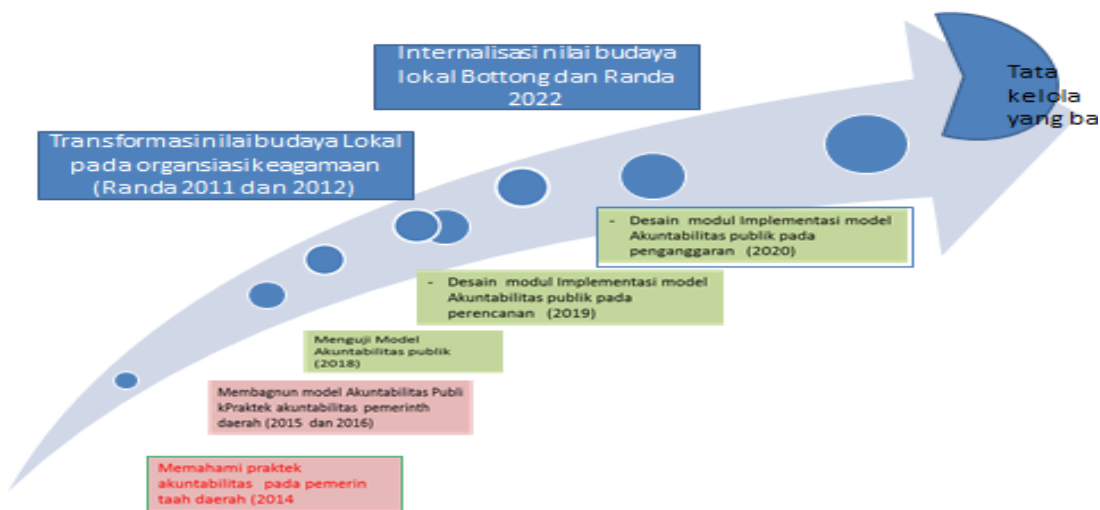 Internalisasi nilai budaya
lokal Bottong dan Randa
2022
Tata
kelola
yang ba
Transformasi nilai budaya Lokal
pada organsiasi keagamaan
(Randa 2011 dan 2012)
- Desain modul Implementasi model
Akuntabilitas publik pada
penganggaran (2020)
- Desain modul Implementasi model
Akuntabilitas publik pada
perencanan (2019)
Menguji Model
Akuntabilitas publik
(2018)
Membagnun model Akuntabilitas Publi
kPraktek akuntabilitas pemerinth
daerah (2015 dan 2016)
Memahami praktek
akuntabilitas pada pemerin
taah daerah (2014